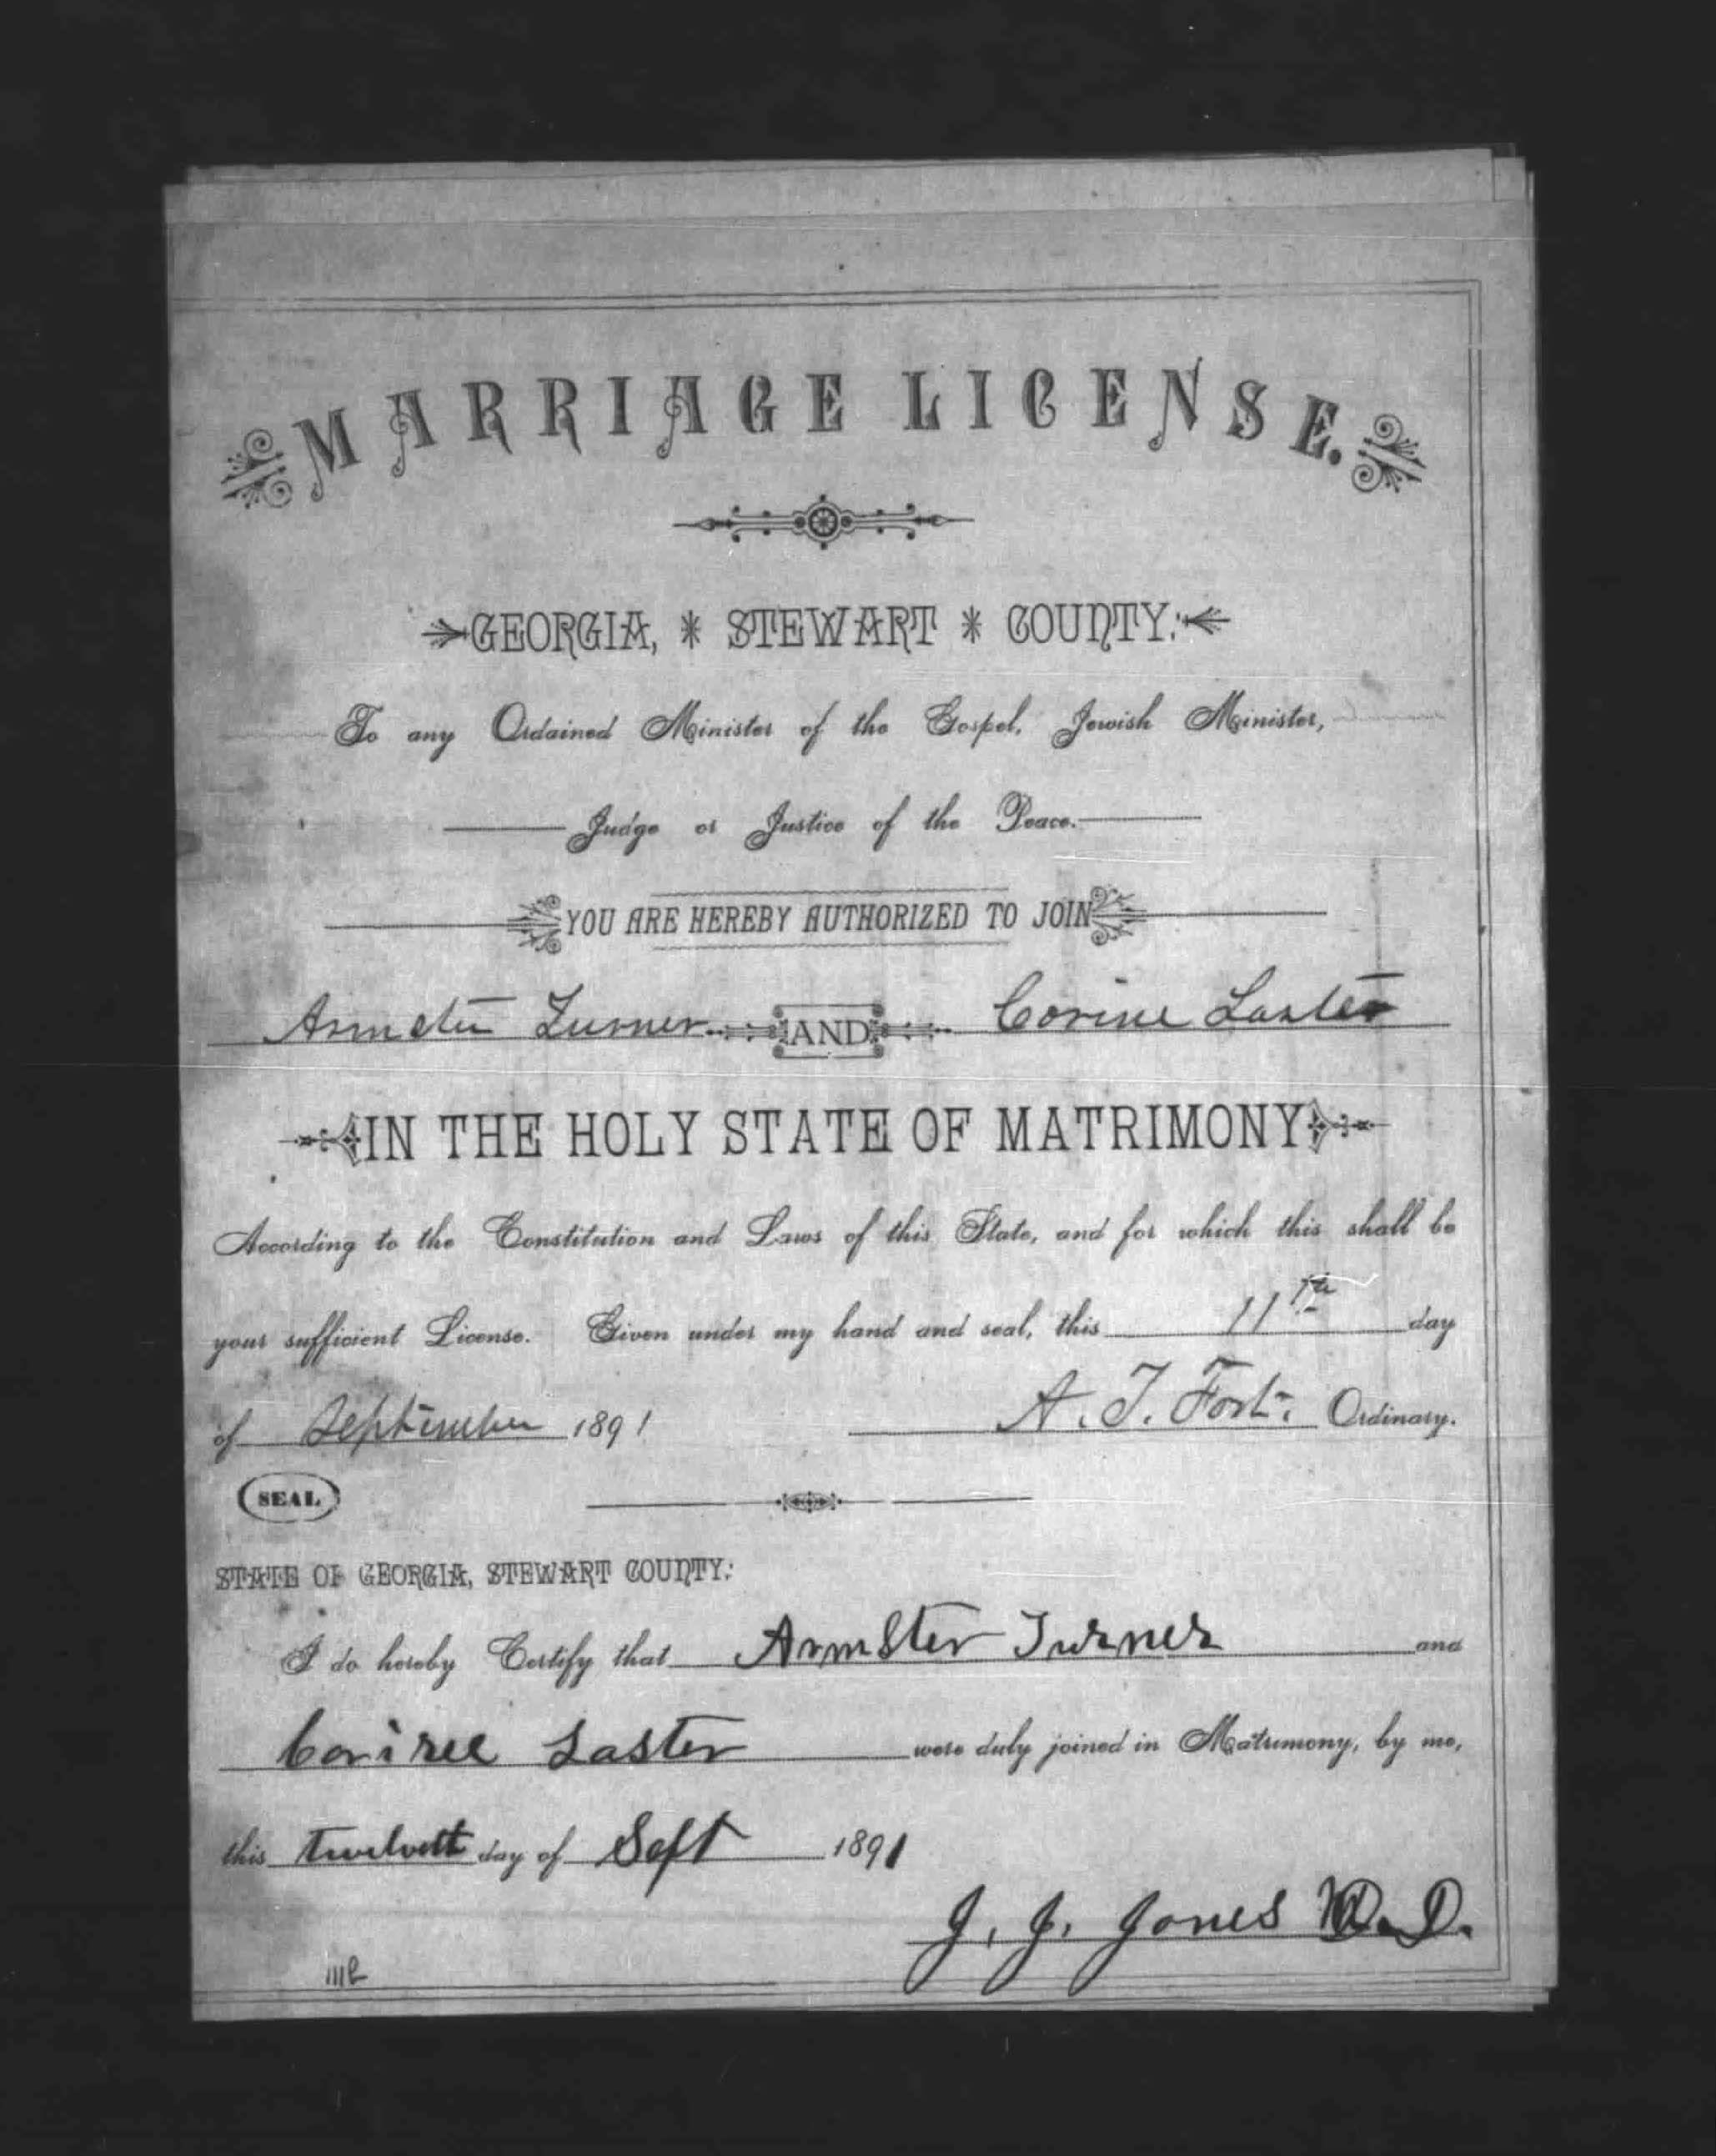 MARRIAGE LICENSE.
GEORGIA, * STEWART * COUNTY:
To any Ordained Minister of the Gospel, Jewish Minister,
Judge or Justice of the Peace.
YOU ARE HEREBY AUTHORIZED TO JOIN
Armster Turner AND Corine Laster
IN THE HOLY STATE OF MATRIMONY
According to the Constitution and Laws of this State, and for which this shall be
your sufficient License. Given under my hand and seal, this 11th day
of September 1891 A. T. Fort. Ordinary.
SEAL
STATE OF GEORGIA, STEWART COUNTY:
I do hereby Certify that Armster Turner and
Corinee Laster were duly joined in Matrimony, by me,
this twelvett day of Sept 1891
J. J. Jones